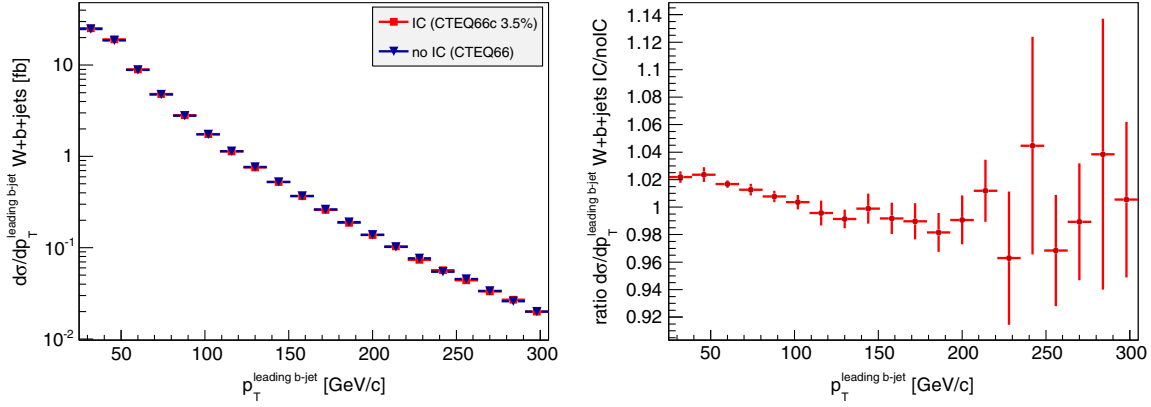 dσ/dp_T^{leading b-jet} W+b+jets [fb]
10
1
10^{-1}
10^{-2}
IC (CTEQ66c 3.5%)
no IC (CTEQ66)
50 100 150 200 250 300
p_T^{leading b-jet} [GeV/c]
ratio dσ/dp_T^{leading b-jet} W+b+jets IC/noIC
1.14
1.12
1.1
1.08
1.06
1.04
1.02
1
0.98
0.96
0.94
0.92
50 100 150 200 250 300
p_T^{leading b-jet} [GeV/c]